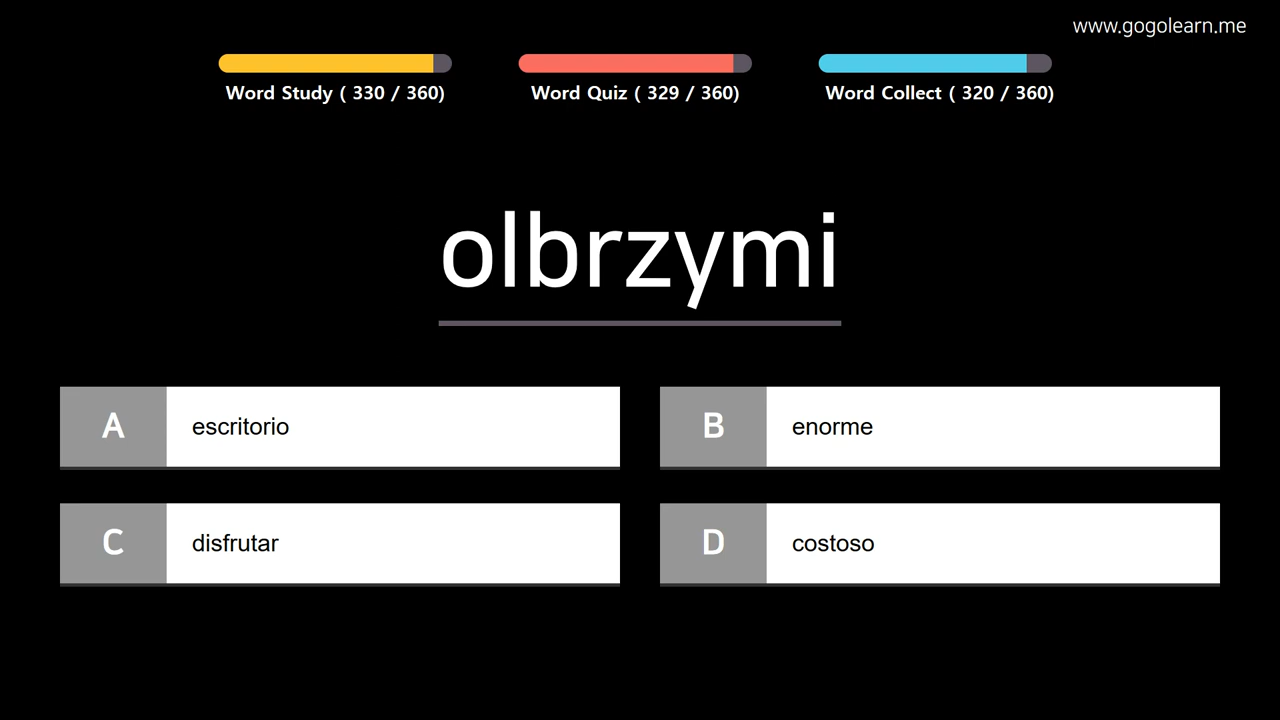 www.gogolearn.me
Word Study ( 330 / 360)
Word Quiz ( 329 / 360)
Word Collect ( 320 / 360)
olbrzymi
A escritorio
B enorme
C disfrutar
D costoso